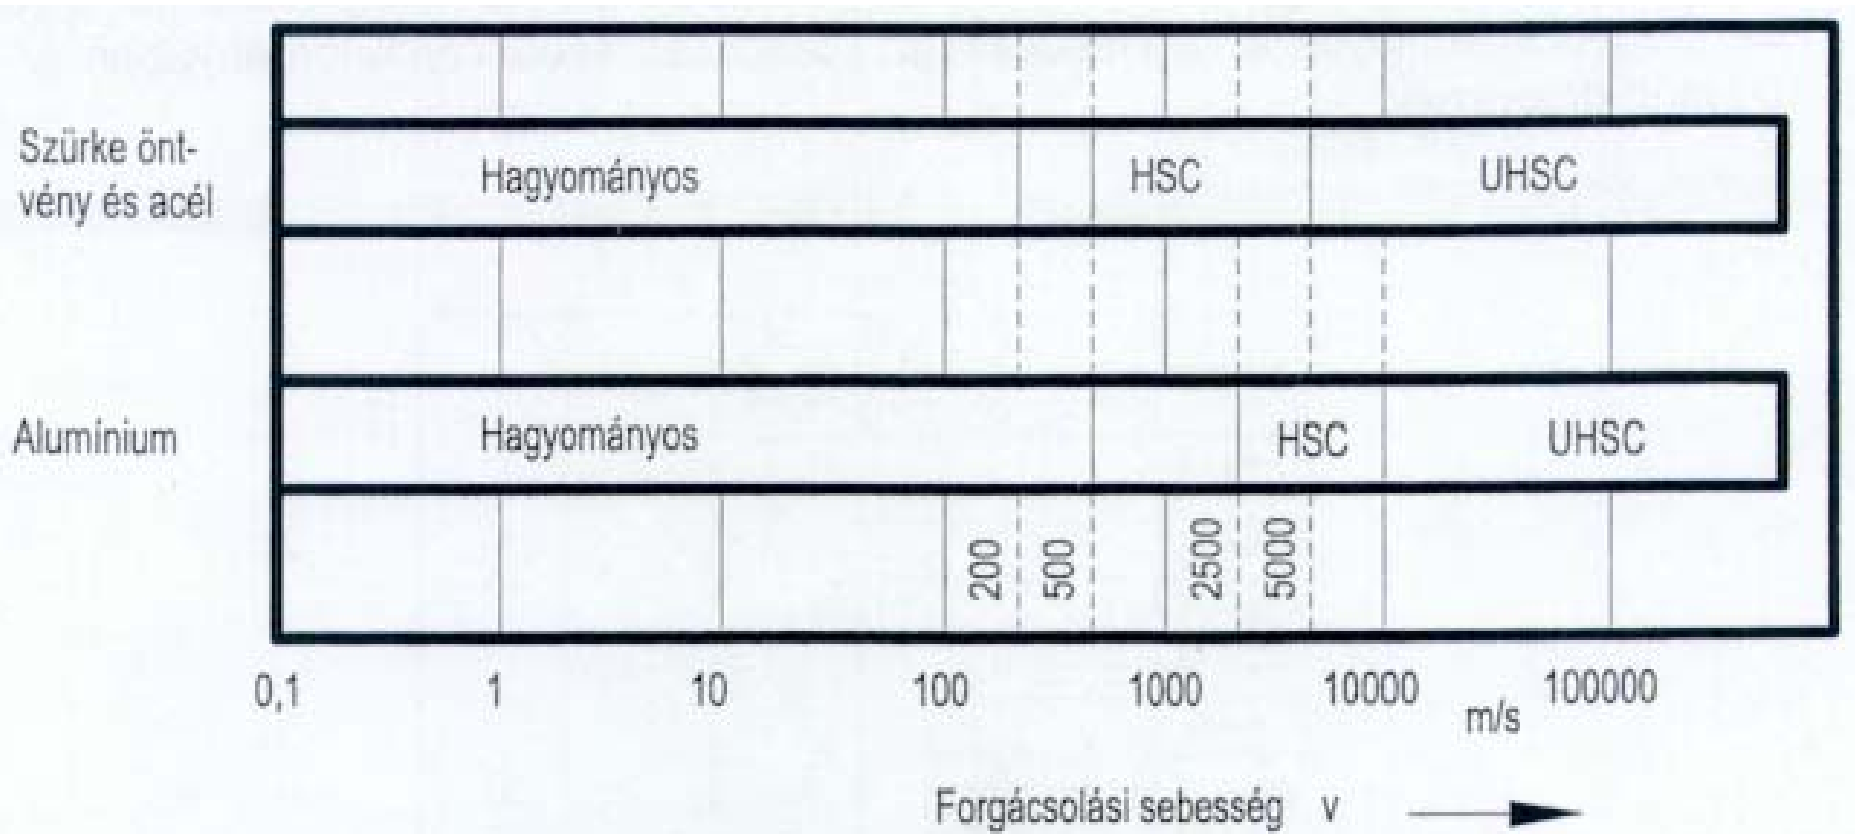 Szürke önt-
vény és acél
Hagyományos HSC UHSC
Alumínium
Hagyományos HSC UHSC
200 500 2500 5000
0,1 1 10 100 1000 10000 100000
m/s
Forgácsolási sebesség v